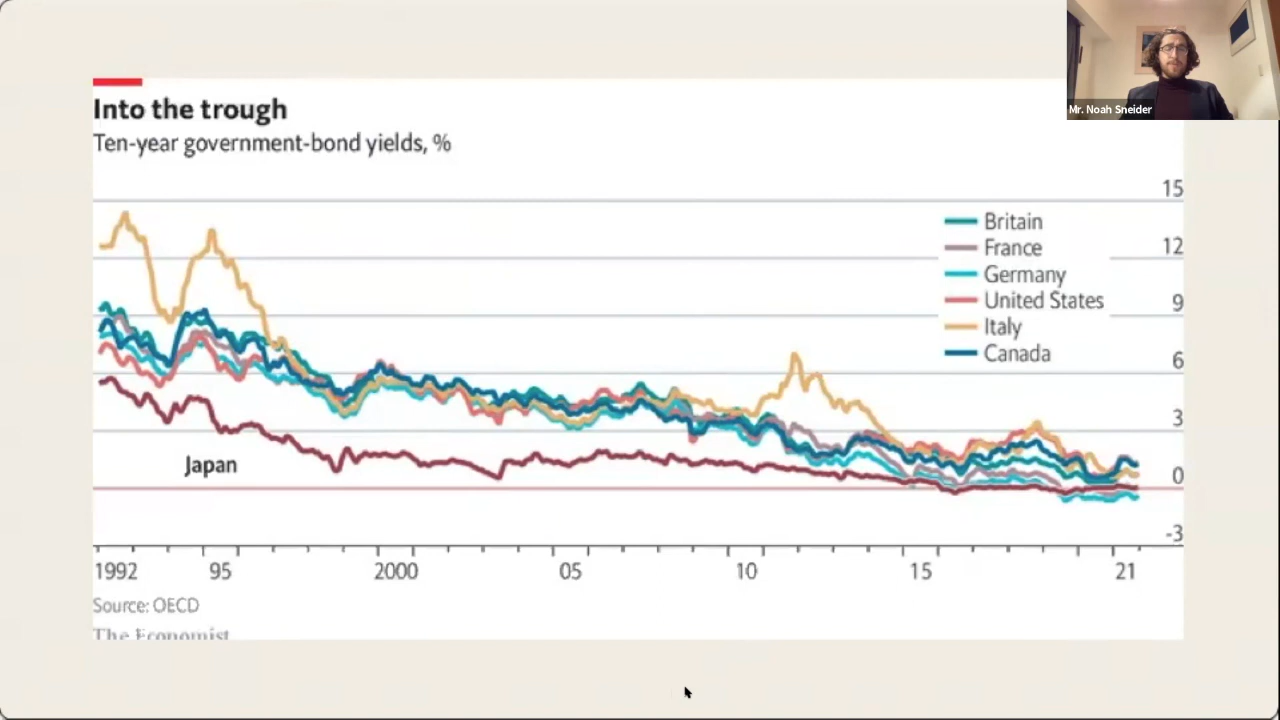 Mr. Noah Sneider
Into the trough
Ten-year government-bond yields, %
15
12
9
6
3
0
-3
Britain
France
Germany
United States
Italy
Canada
Japan
1992 95 2000 05 10 15 21
Source: OECD
The Economist